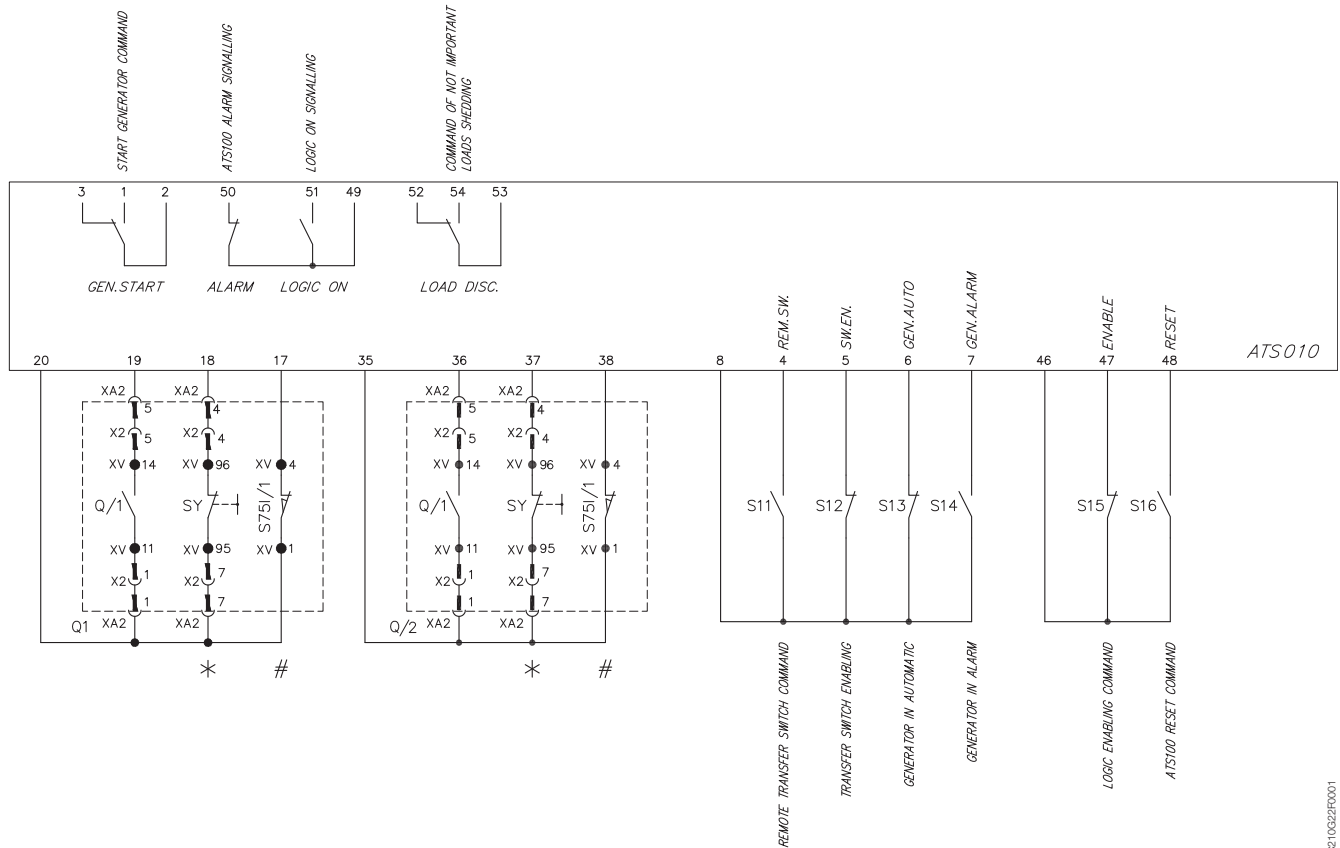 START GENERATOR COMMAND
ATS100 ALARM SIGNALLING
LOGIC ON SIGNALLING
COMMAND OF NOT IMPORTANT
LOADS SHEDDING
3 1 2 50 51 49 52 54 53
GEN.START ALARM LOGIC ON LOAD DISC.
REM.SW.
SW.EN.
GEN.AUTO
GEN.ALARM
ENABLE
RESET
ATS010
20 19 18 17 35 36 37 38 8 4 5 6 7 46 47 48
XA2 XA2 XA2 XA2
5 4 5 4
X2 5 X2 4 X2 5 X2 4
XV 14 XV 96 XV 4 XV 14 XV 96 XV 4
Q/1 SY S75I/1 Q/1 SY S75I/1 S11 S12 S13 S14 S15 S16
XV 11 XV 95 XV 1 XV 11 XV 95 XV 1
X2 1 X2 7 X2 1 X2 7
1 7 1 7
Q1 XA2 XA2 Q/2 XA2 XA2
* # * #
REMOTE TRANSFER SWITCH COMMAND
TRANSFER SWITCH ENABLING
GENERATOR IN AUTOMATIC
GENERATOR IN ALARM
LOGIC ENABLING COMMAND
ATS100 RESET COMMAND